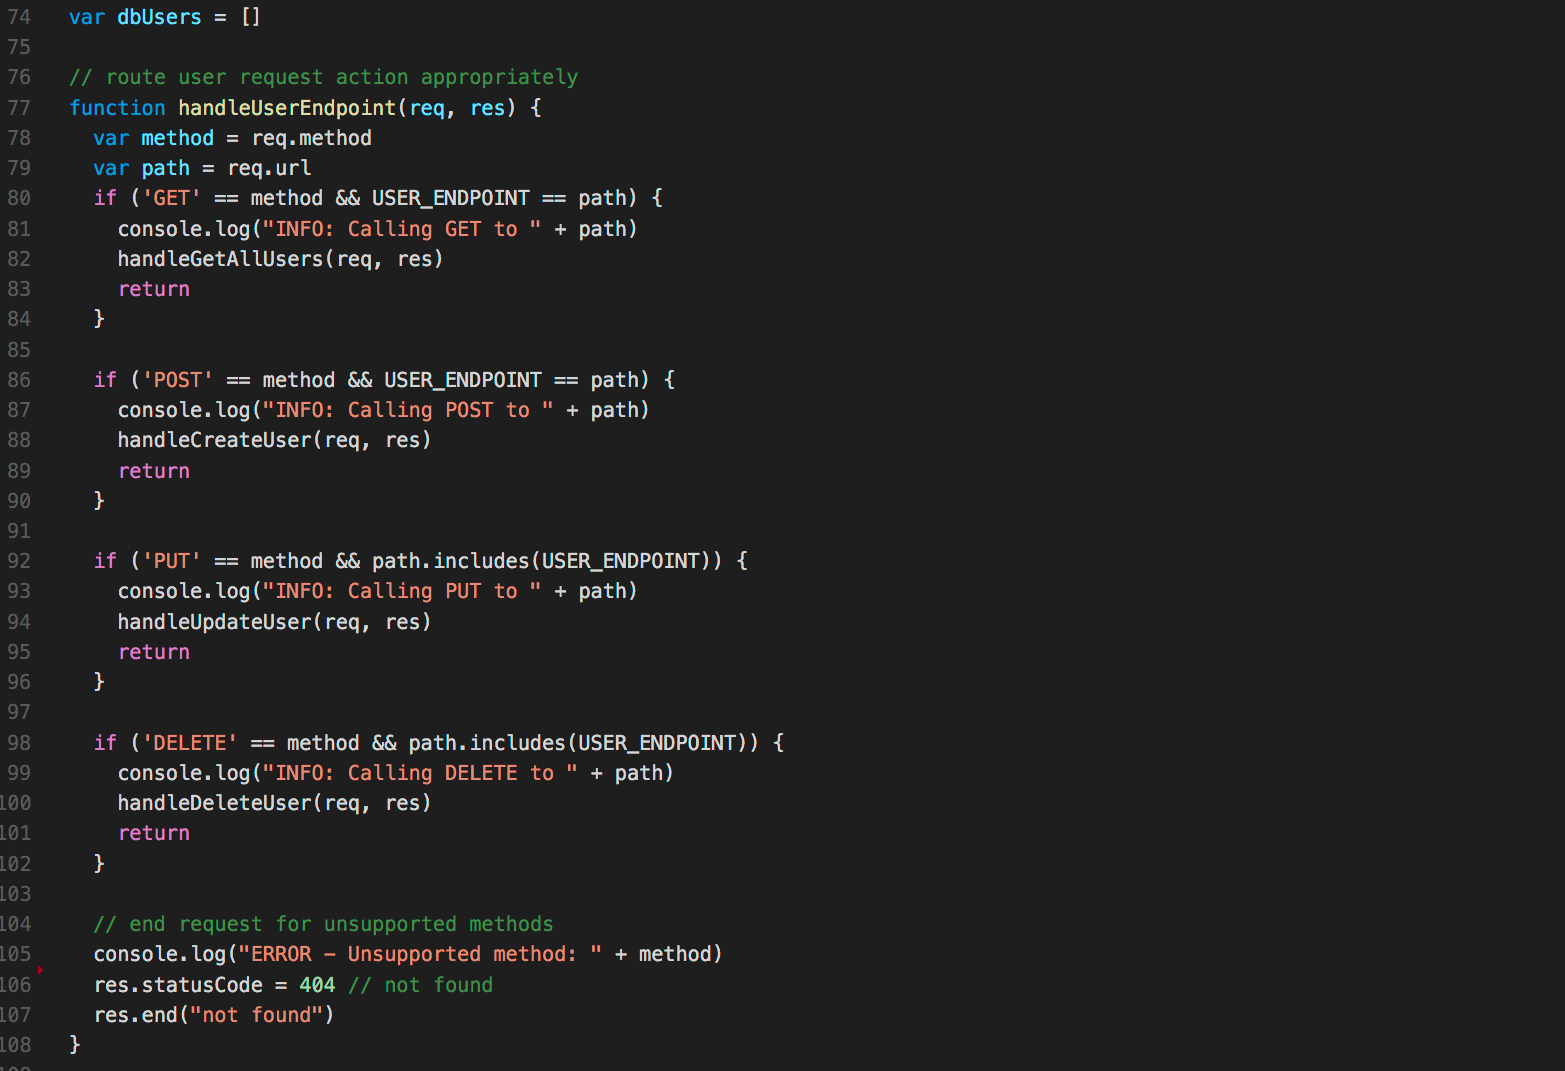 74 var dbUsers = []
75
76 // route user request action appropriately
77 function handleUserEndpoint(req, res) {
78   var method = req.method
79   var path = req.url
80   if ('GET' == method && USER_ENDPOINT == path) {
81     console.log("INFO: Calling GET to " + path)
82     handleGetAllUsers(req, res)
83     return
84   }
85
86   if ('POST' == method && USER_ENDPOINT == path) {
87     console.log("INFO: Calling POST to " + path)
88     handleCreateUser(req, res)
89     return
90   }
91
92   if ('PUT' == method && path.includes(USER_ENDPOINT)) {
93     console.log("INFO: Calling PUT to " + path)
94     handleUpdateUser(req, res)
95     return
96   }
97
98   if ('DELETE' == method && path.includes(USER_ENDPOINT)) {
99     console.log("INFO: Calling DELETE to " + path)
100     handleDeleteUser(req, res)
101     return
102   }
103
104   // end request for unsupported methods
105   console.log("ERROR – Unsupported method: " + method)
106   res.statusCode = 404 // not found
107   res.end("not found")
108 }